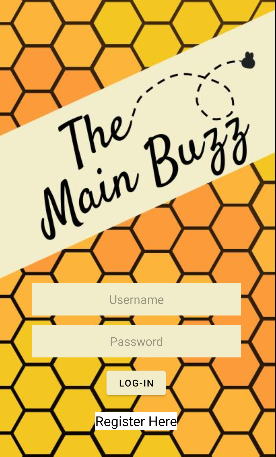 The
Main Buzz
Username
Password
LOG-IN
Register Here